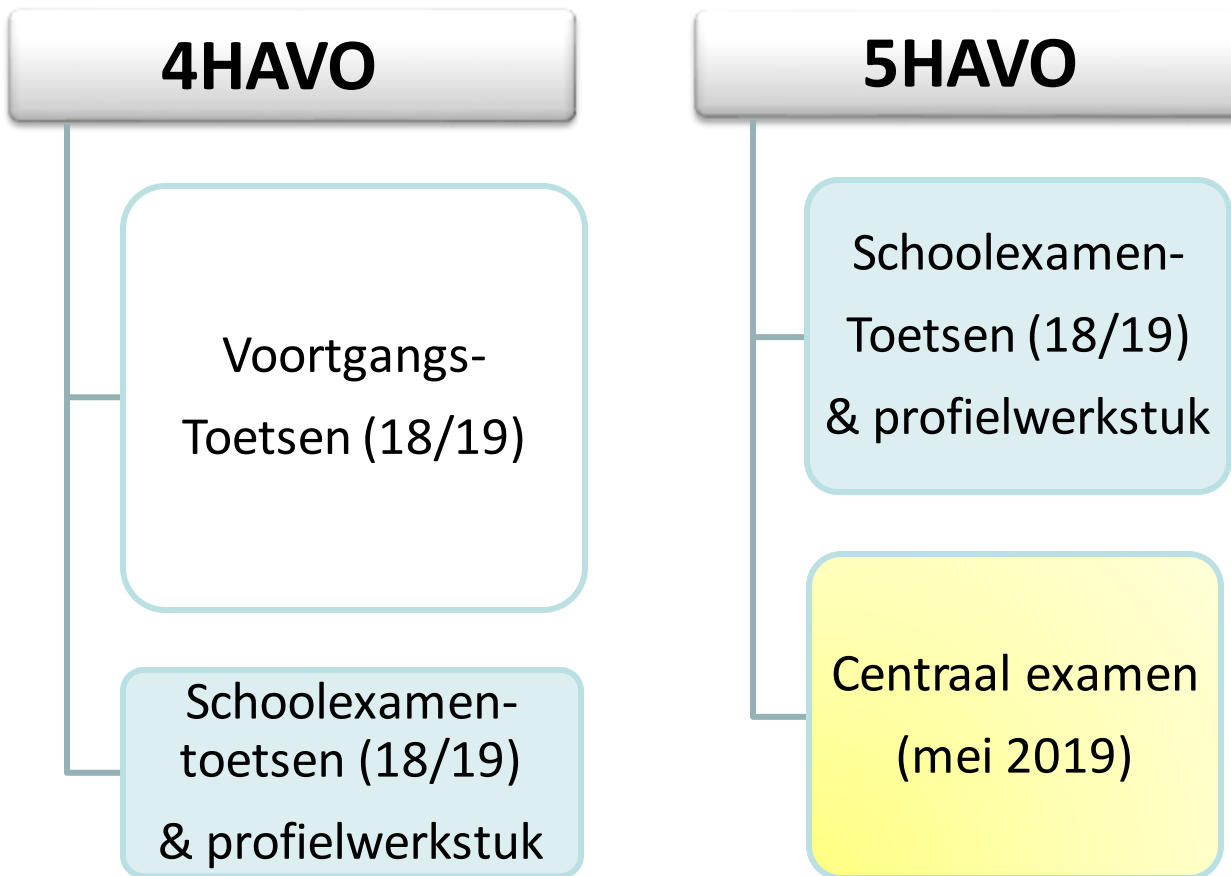 4HAVO
Voortgangs-
Toetsen (18/19)
Schoolexamen-
toetsen (18/19)
& profielwerkstuk
5HAVO
Schoolexamen-
Toetsen (18/19)
& profielwerkstuk
Centraal examen
(mei 2019)